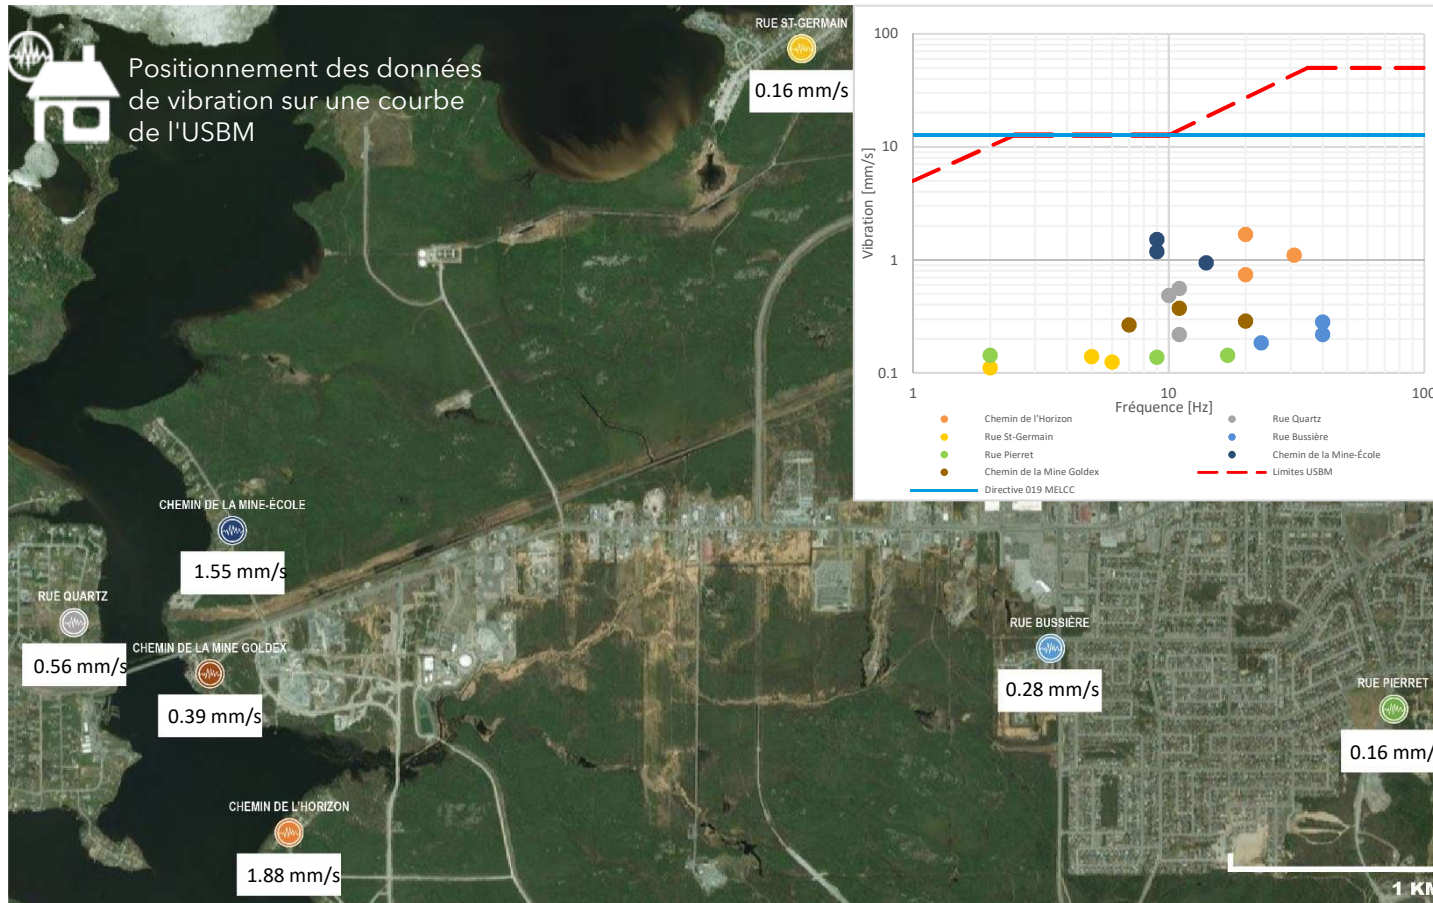 Positionnement des données
de vibration sur une courbe
de l'USBM
RUE ST-GERMAIN
0.16 mm/s
100
10
1
0.1
Vibration [mm/s]
1
10
100
Fréquence [Hz]
Chemin de l'Horizon
Rue Quartz
Rue St-Germain
Rue Bussière
Rue Pierret
Chemin de la Mine-École
Chemin de la Mine Goldex
Limites USBM
Directive 019 MELCC
CHEMIN DE LA MINE-ÉCOLE
1.55 mm/s
RUE QUARTZ
0.56 mm/s
CHEMIN DE LA MINE GOLDEX
0.39 mm/s
RUE BUSSIÈRE
0.28 mm/s
RUE PIERRET
0.16 mm/
CHEMIN DE L'HORIZON
1.88 mm/s
1 KM